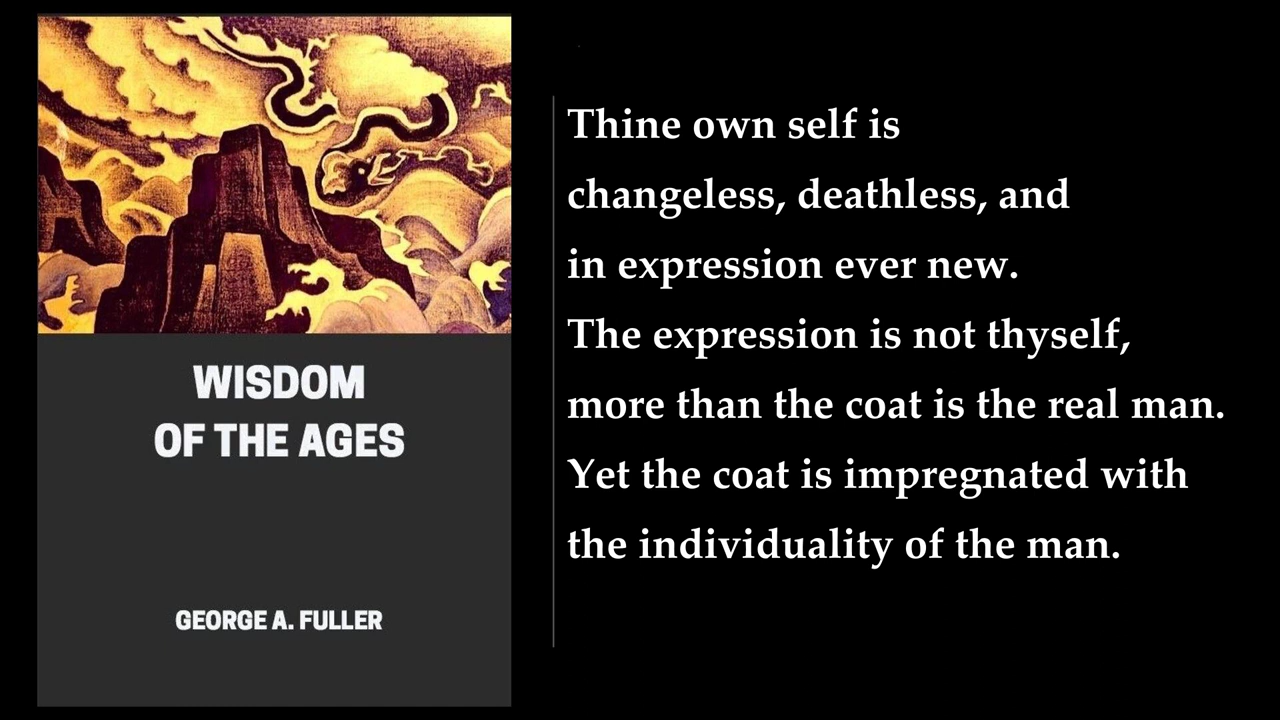 WISDOM
OF THE AGES
GEORGE A. FULLER
Thine own self is
changeless, deathless, and
in expression ever new.
The expression is not thyself,
more than the coat is the real man.
Yet the coat is impregnated with
the individuality of the man.